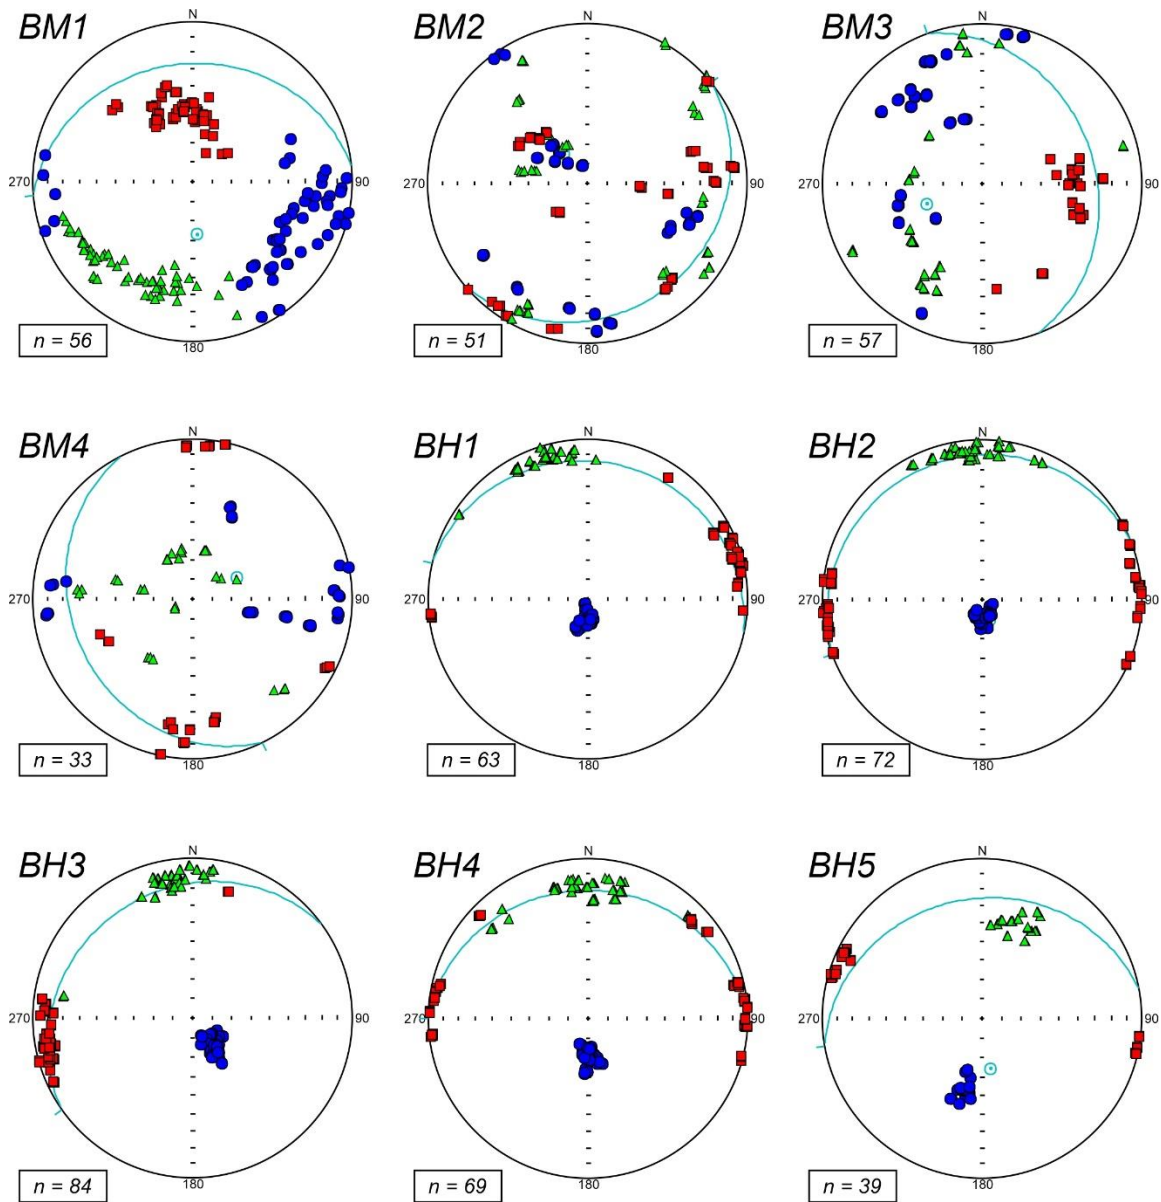 BM1
N
270
90
180
n = 56
BM2
N
270
90
180
n = 51
BM3
N
270
90
180
n = 57
BM4
N
270
90
180
n = 33
BH1
N
270
90
180
n = 63
BH2
N
270
90
180
n = 72
BH3
N
270
90
180
n = 84
BH4
N
270
90
180
n = 69
BH5
N
270
90
180
n = 39